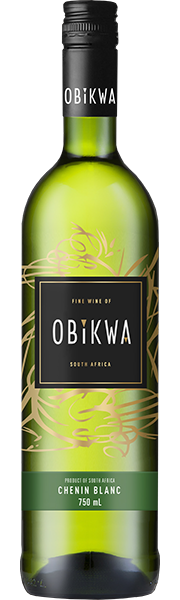 OBiKWA
FINE WINE OF
OBiKWA
SOUTH AFRICA
PRODUCT OF SOUTH AFRICA
CHENIN BLANC
750 mL